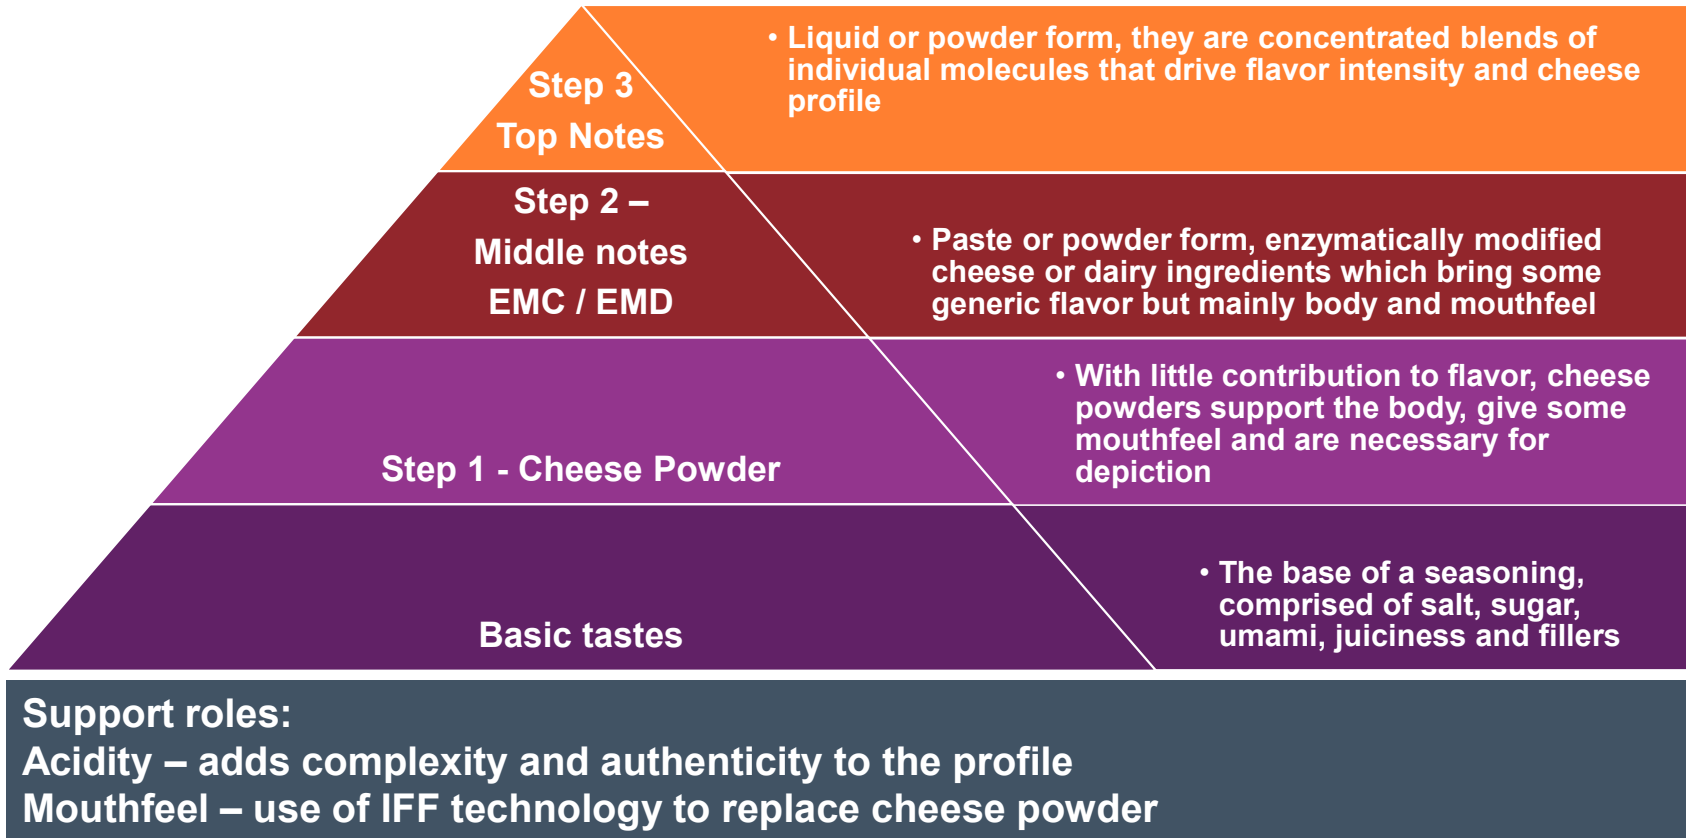 Step 3
Top Notes
• Liquid or powder form, they are concentrated blends of
individual molecules that drive flavor intensity and cheese
profile
Step 2 –
Middle notes
EMC / EMD
• Paste or powder form, enzymatically modified
cheese or dairy ingredients which bring some
generic flavor but mainly body and mouthfeel
Step 1 - Cheese Powder
• With little contribution to flavor, cheese
powders support the body, give some
mouthfeel and are necessary for
depiction
Basic tastes
• The base of a seasoning,
comprised of salt, sugar,
umami, juiciness and fillers
Support roles:
Acidity – adds complexity and authenticity to the profile
Mouthfeel – use of IFF technology to replace cheese powder